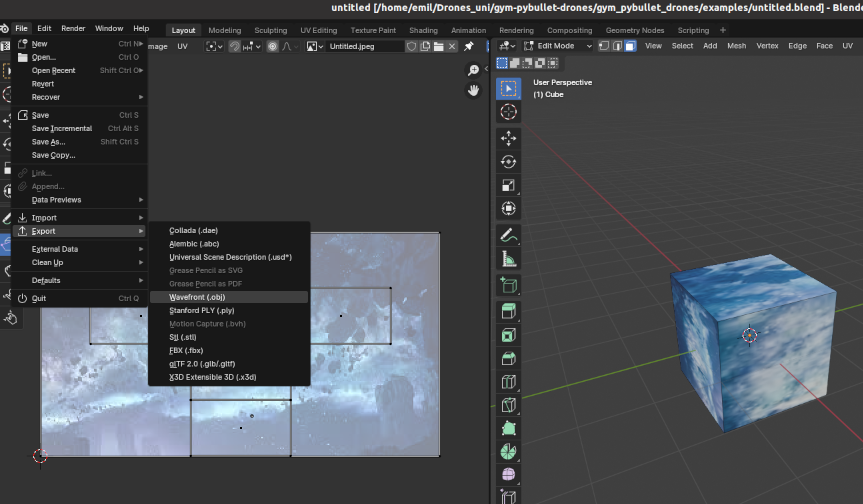 untitled [/home/emil/Drones_uni/gym-pybullet-drones/gym_pybullet_drones/examples/untitled.blend] - Blende
File Edit Render Window Help Layout Modeling Sculpting UV Editing Texture Paint Shading Animation Rendering Compositing Geometry Nodes Scripting +
mage UV Untitled.jpeg Edit Mode View Select Add Mesh Vertex Edge Face UV
New Ctrl N
Open... Ctrl O
Open Recent Shift Ctrl O
Revert
Recover
Save Ctrl S
Save Incremental Ctrl Alt S
Save As... Shift Ctrl S
Save Copy...
Link...
Append...
Data Previews
Import
Export
External Data
Clean Up
Defaults
Quit Ctrl Q
Collada (.dae)
Alembic (.abc)
Universal Scene Description (.usd*)
Grease Pencil as SVG
Grease Pencil as PDF
Wavefront (.obj)
Stanford PLY (.ply)
Motion Capture (.bvh)
Stl (.stl)
FBX (.fbx)
glTF 2.0 (.glb/.gltf)
X3D Extensible 3D (.x3d)
User Perspective
(1) Cube